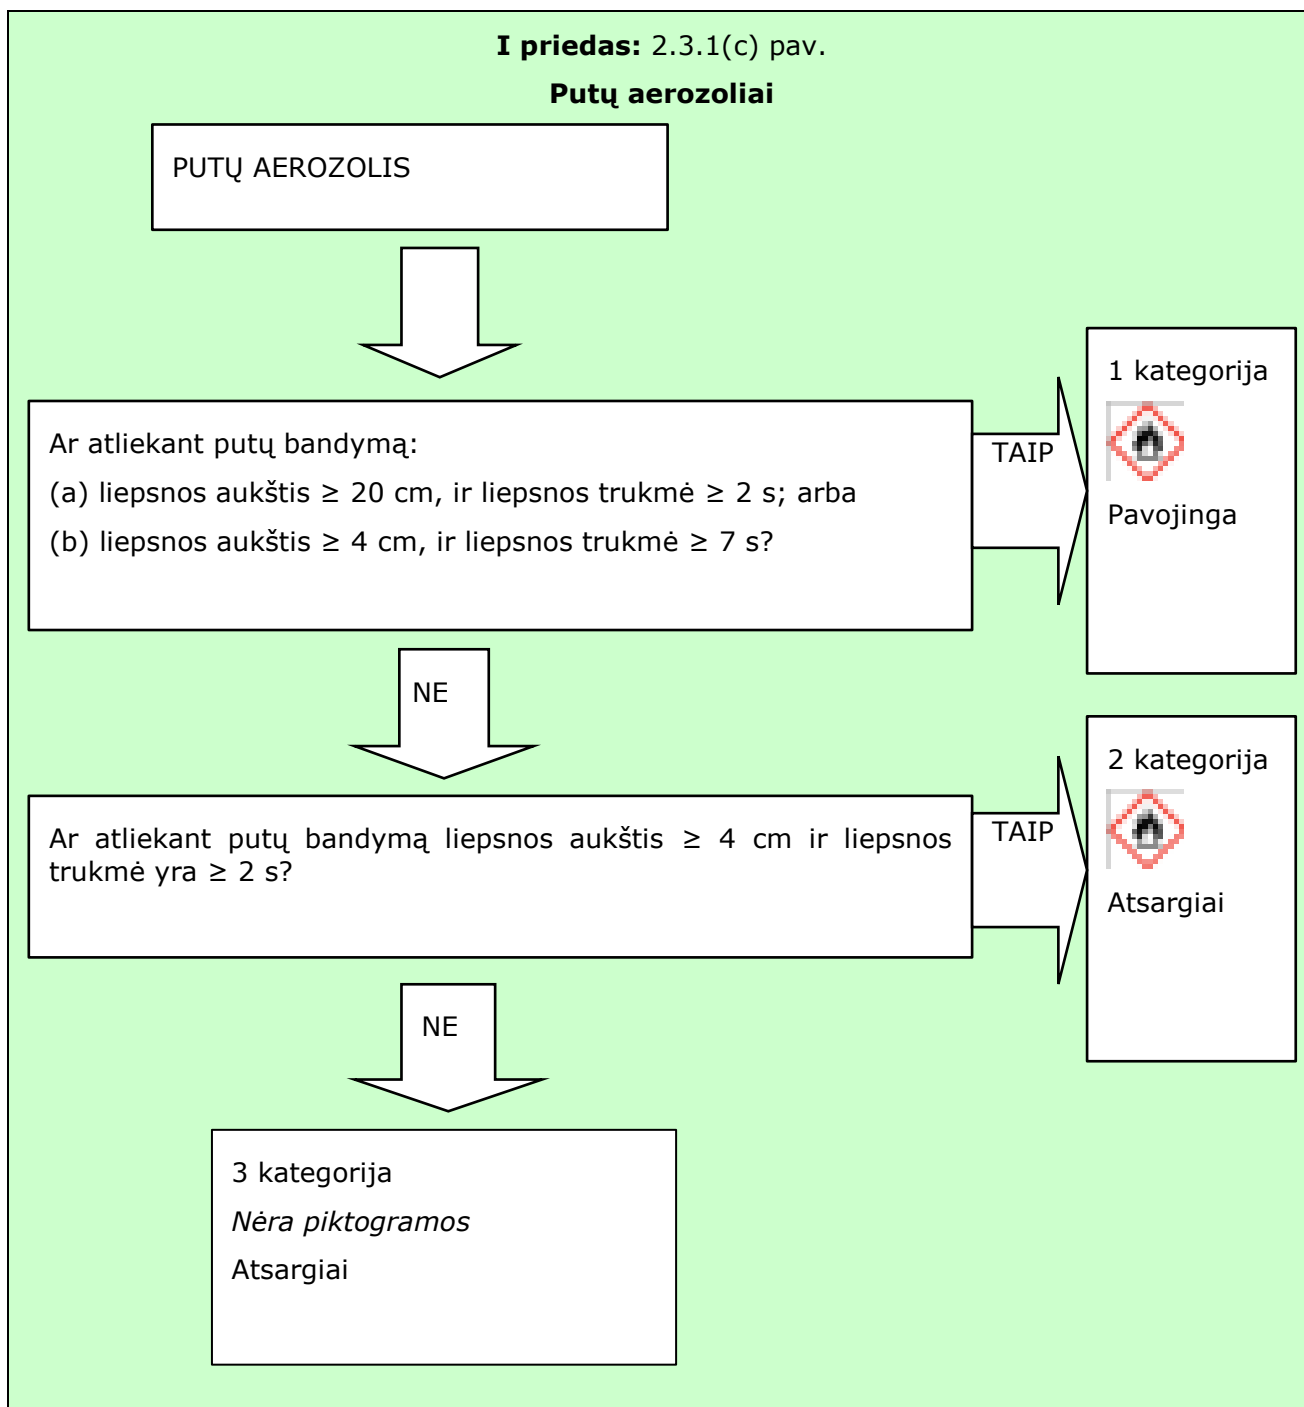 I priedas: 2.3.1(c) pav.
Putų aerozoliai
PUTŲ AEROZOLIS
Ar atliekant putų bandymą:
(a) liepsnos aukštis ≥ 20 cm, ir liepsnos trukmė ≥ 2 s; arba
(b) liepsnos aukštis ≥ 4 cm, ir liepsnos trukmė ≥ 7 s?
TAIP
1 kategorija
Pavojinga
NE
Ar atliekant putų bandymą liepsnos aukštis ≥ 4 cm ir liepsnos
trukmė yra ≥ 2 s?
TAIP
2 kategorija
Atsargiai
NE
3 kategorija
Nėra piktogramos
Atsargiai